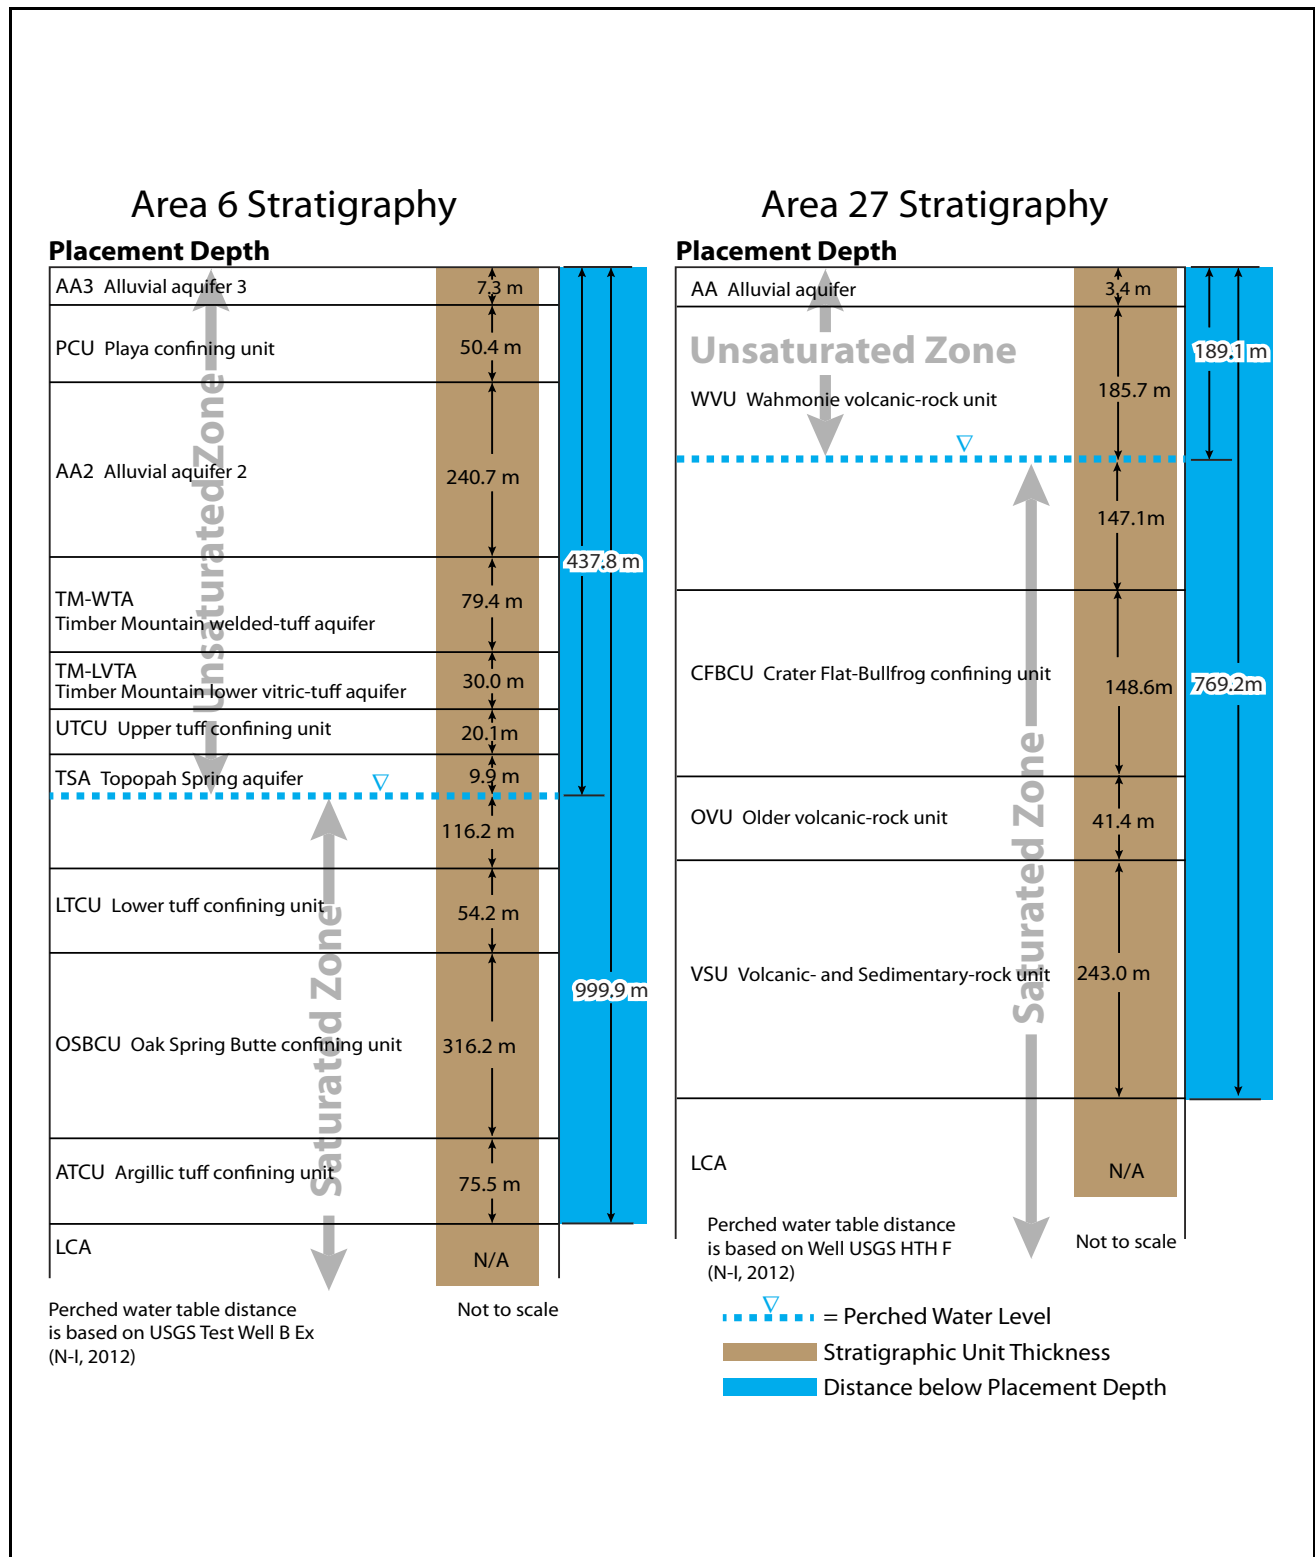 Area 6 Stratigraphy
Placement Depth
AA3 Alluvial aquifer 3
7.3 m
PCU Playa confining unit
50.4 m
AA2 Alluvial aquifer 2
240.7 m
TM-WTA
Timber Mountain welded-tuff aquifer
79.4 m
TM-LVTA
Timber Mountain lower vitric-tuff aquifer
30.0 m
UTCU Upper tuff confining unit
20.1m
TSA Topopah Spring aquifer
9.9 m
116.2 m
LTCU Lower tuff confining unit
54.2 m
OSBCU Oak Spring Butte confining unit
316.2 m
ATCU Argillic tuff confining unit
75.5 m
LCA
N/A
Unsaturated Zone
Saturated Zone
437.8 m
999.9 m
Perched water table distance
is based on USGS Test Well B Ex
(N-I, 2012)
Not to scale
Area 27 Stratigraphy
Placement Depth
AA Alluvial aquifer
3.4 m
Unsaturated Zone
WVU Wahmonie volcanic-rock unit
185.7 m
147.1m
CFBCU Crater Flat-Bullfrog confining unit
148.6m
OVU Older volcanic-rock unit
41.4 m
VSU Volcanic- and Sedimentary-rock unit
243.0 m
LCA
N/A
Saturated Zone
189.1 m
769.2m
Perched water table distance
is based on Well USGS HTH F
(N-I, 2012)
Not to scale
= Perched Water Level
Stratigraphic Unit Thickness
Distance below Placement Depth